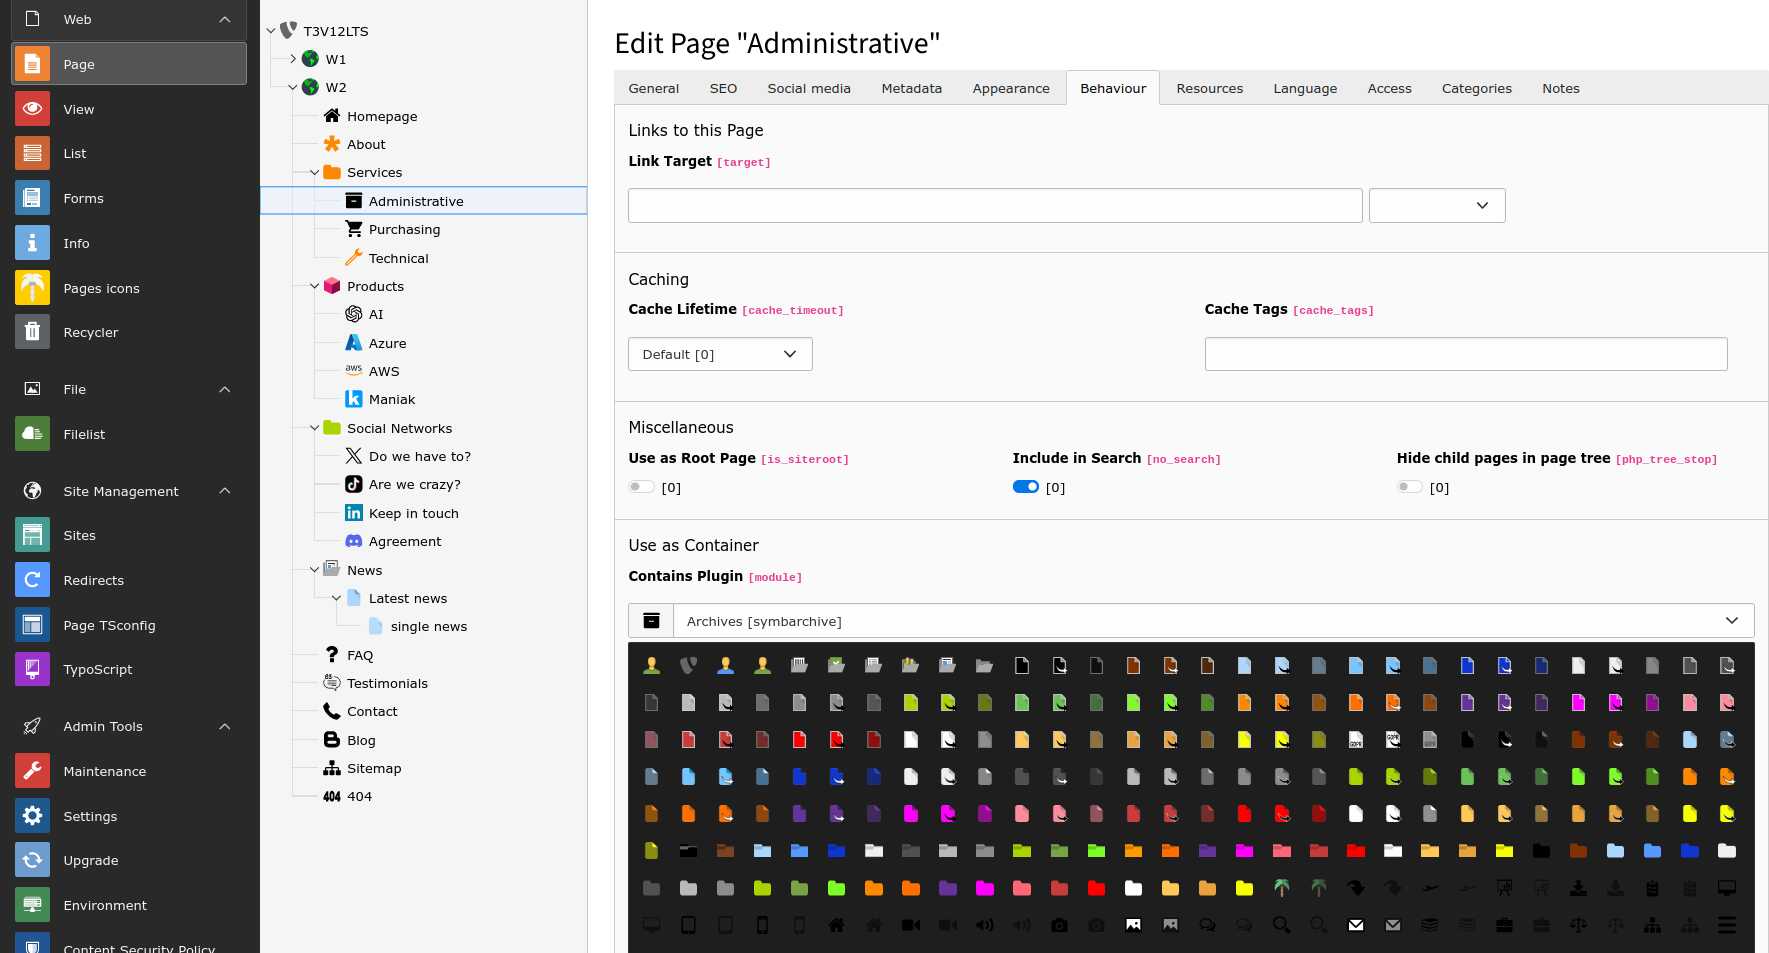 Web
Page
View
List
Forms
Info
Pages icons
Recycler
File
Filelist
Site Management
Sites
Redirects
Page TSconfig
TypoScript
Admin Tools
Maintenance
Settings
Upgrade
Environment
Content Security Policy
T3V12LTS
W1
W2
Homepage
About
Services
Administrative
Purchasing
Technical
Products
AI
Azure
aws AWS
Maniak
Social Networks
Do we have to?
Are we crazy?
Keep in touch
Agreement
News
Latest news
single news
FAQ
Testimonials
Contact
Blog
Sitemap
404 404
Edit Page "Administrative"
General SEO Social media Metadata Appearance Behaviour Resources Language Access Categories Notes
Links to this Page
Link Target [target]
Caching
Cache Lifetime [cache_timeout] Cache Tags [cache_tags]
Default [0]
Miscellaneous
Use as Root Page [is_siteroot] Include in Search [no_search] Hide child pages in page tree [php_tree_stop]
[0] [0] [0]
Use as Container
Contains Plugin [module]
Archives [symbarchive]
GDPR GDPR GDPR